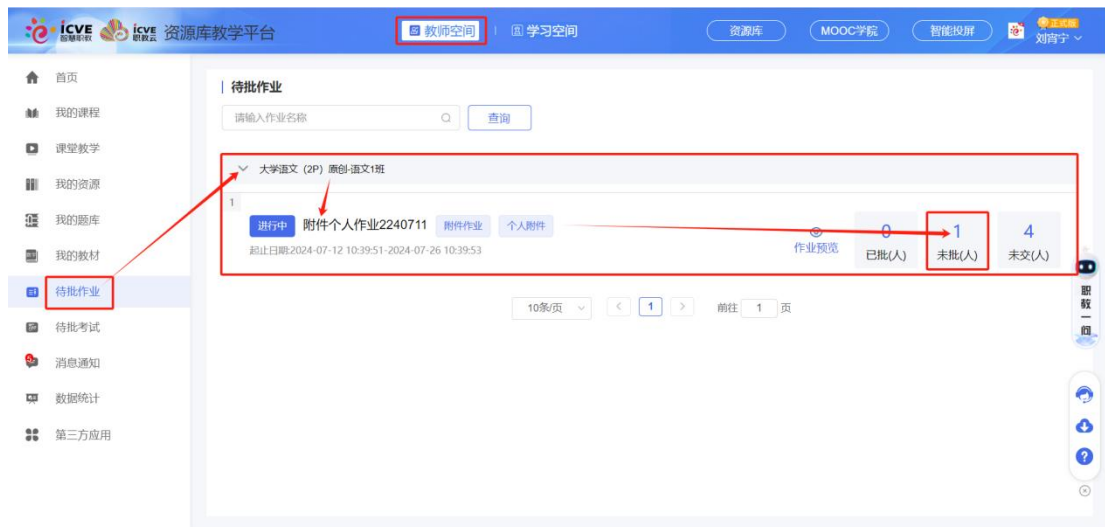 icve 智慧职教 icve 职教云 资源库教学平台 教师空间 学习空间 资源库 MOOC学院 智能投屏 正式版 刘宵宁
首页
我的课程
课堂教学
我的资源
我的题库
我的教材
待批作业
待批考试
消息通知
数据统计
第三方应用
待批作业
请输入作业名称 查询
大学语文 (2P) 原创-语文1班
1
进行中 附件个人作业2240711 附件作业 个人附件
起止日期:2024-07-12 10:39:51-2024-07-26 10:39:53
作业预览
0 1 4
已批(人) 未批(人) 未交(人)
10条/页 < 1 > 前往 1 页
职教一问